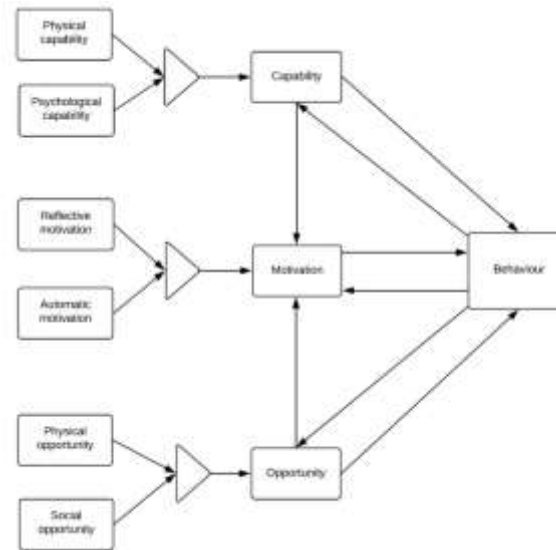 Physical
capability
Psychological
capability
Capability
Reflective
motivation
Automatic
motivation
Motivation
Behaviour
Physical
opportunity
Social
opportunity
Opportunity